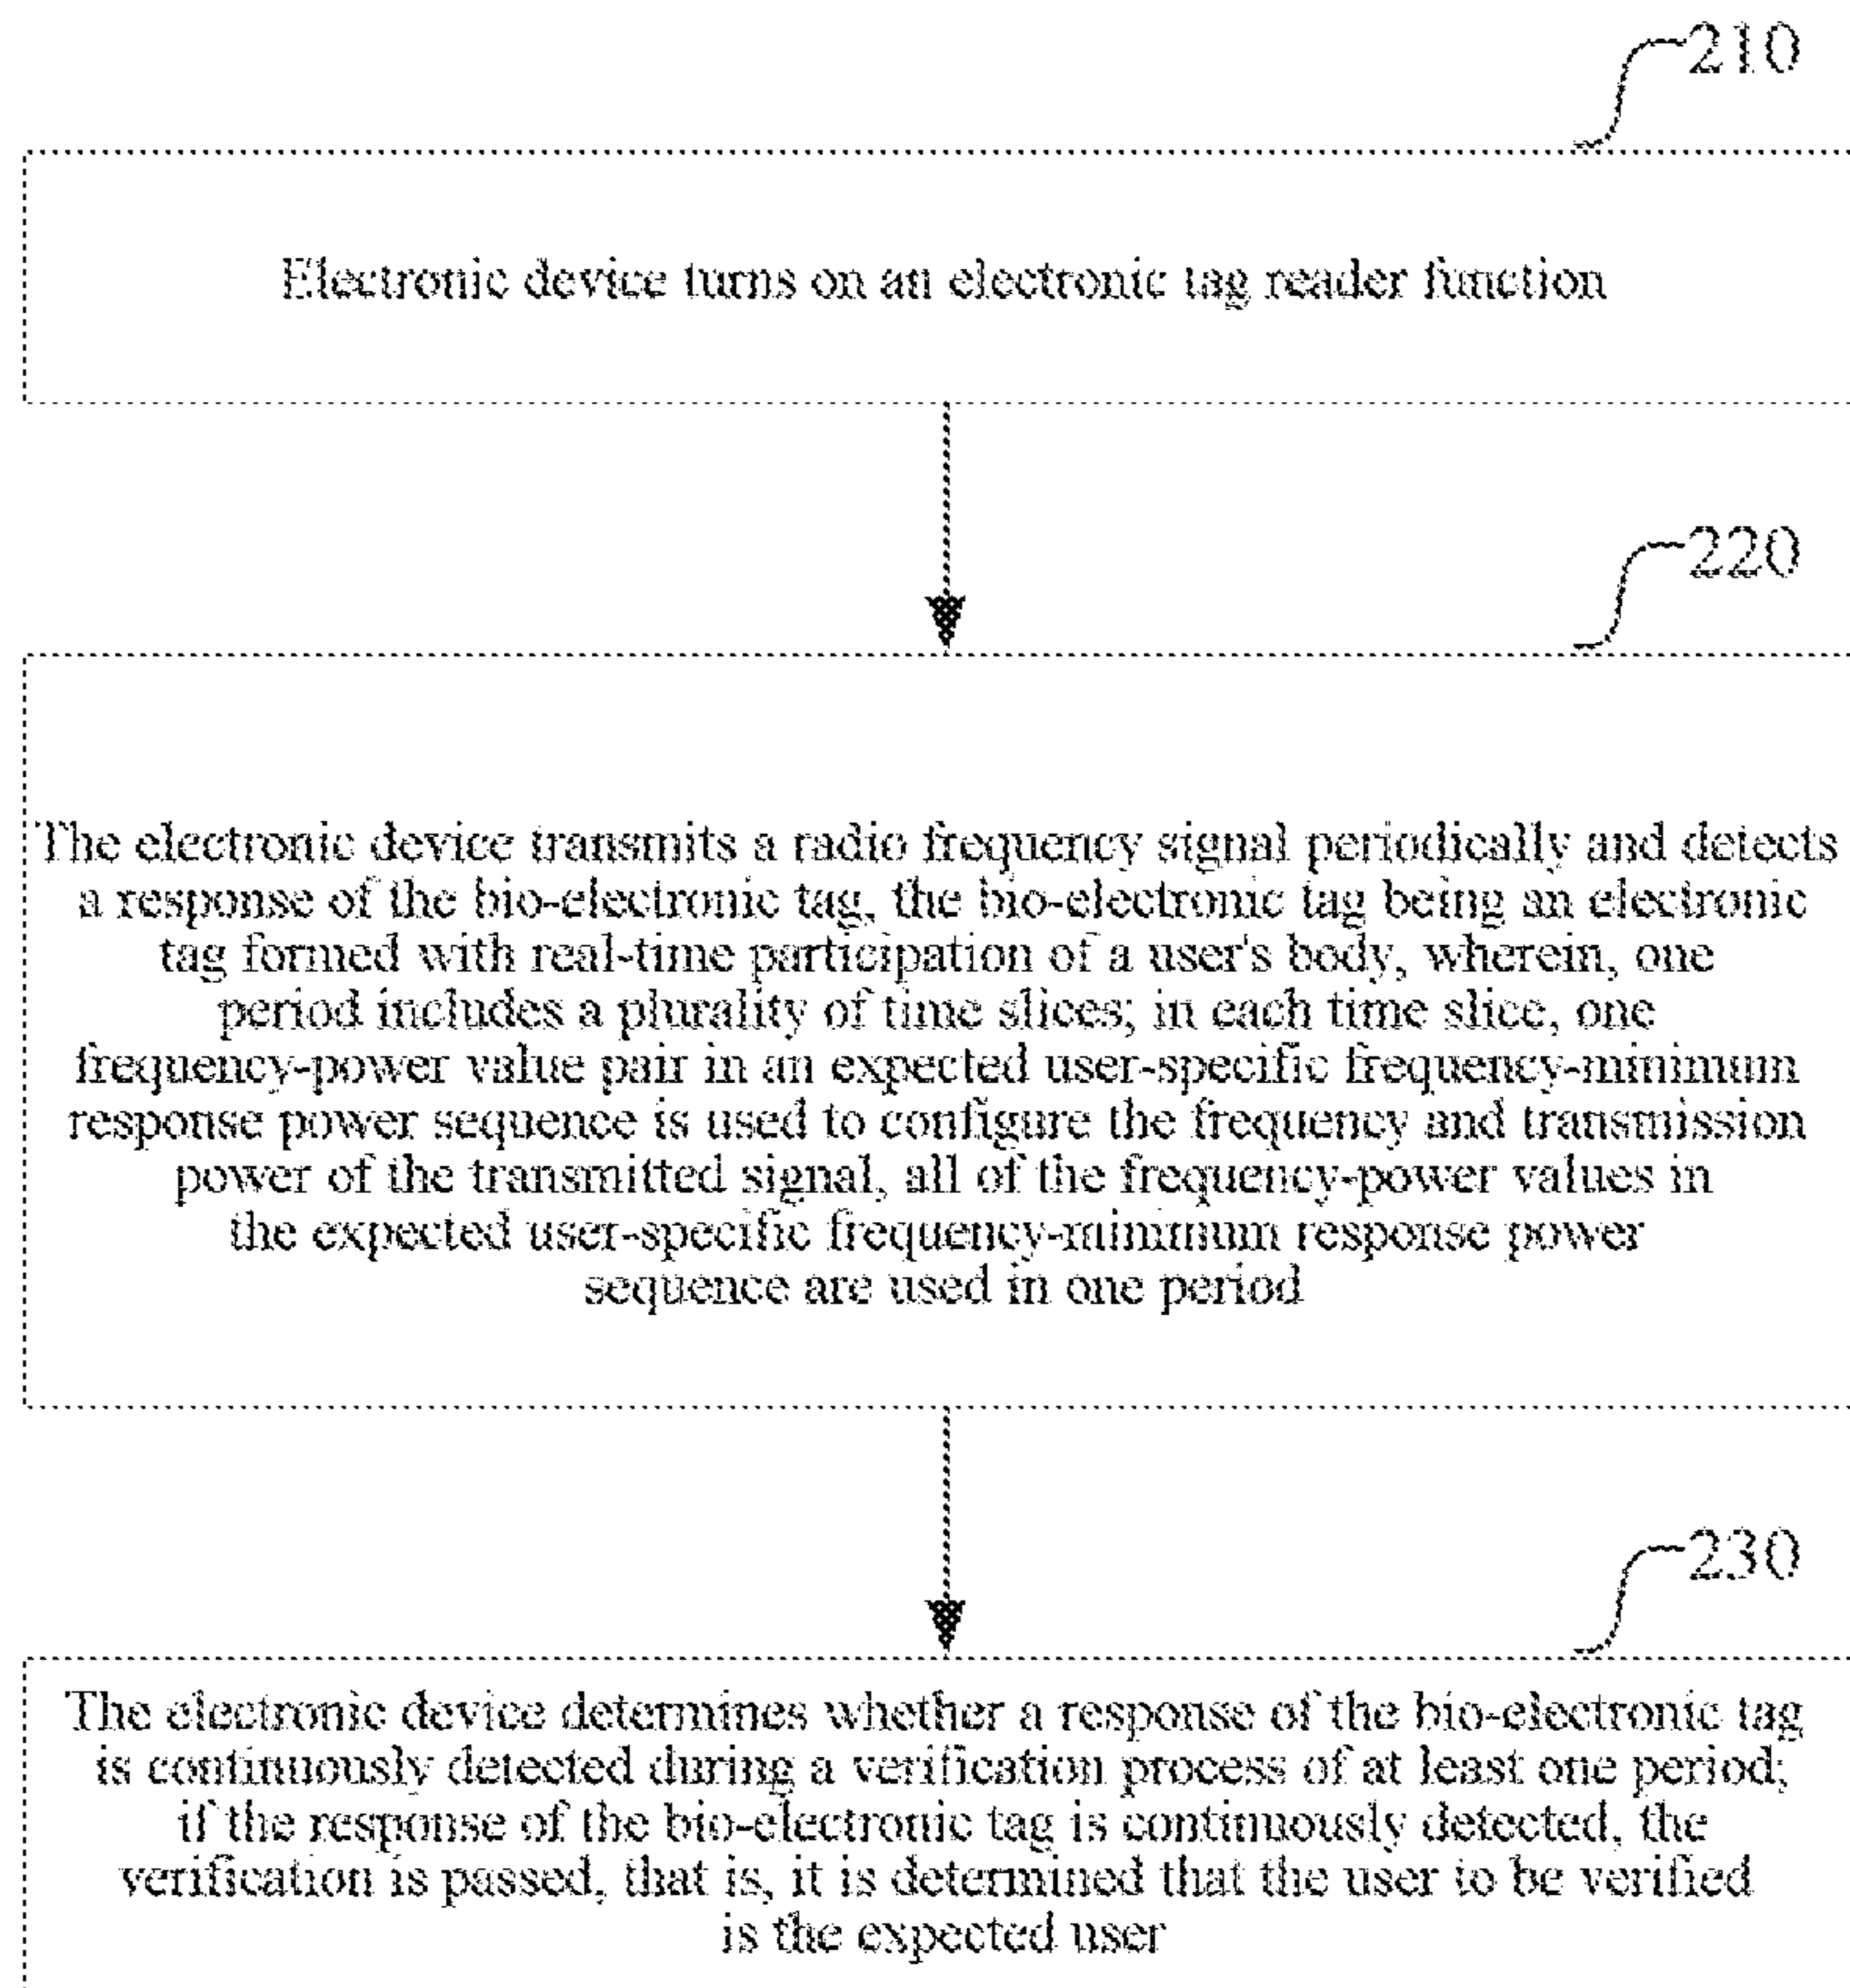 210
Electronic device turns on an electronic tag reader function
220
The electronic device transmits a radio frequency signal periodically and detects
a response of the bio-electronic tag, the bio-electronic tag being an electronic
tag formed with real-time participation of a user's body, wherein, one
period includes a plurality of time slices; in each time slice, one
frequency-power value pair in an expected user-specific frequency-minimum
response power sequence is used to configure the frequency and transmission
power of the transmitted signal, all of the frequency-power values in
the expected user-specific frequency-minimum response power
sequence are used in one period
230
The electronic device determines whether a response of the bio-electronic tag
is continuously detected during a verification process of at least one period;
if the response of the bio-electronic tag is continuously detected, the
verification is passed, that is, it is determined that the user to be verified
is the expected user